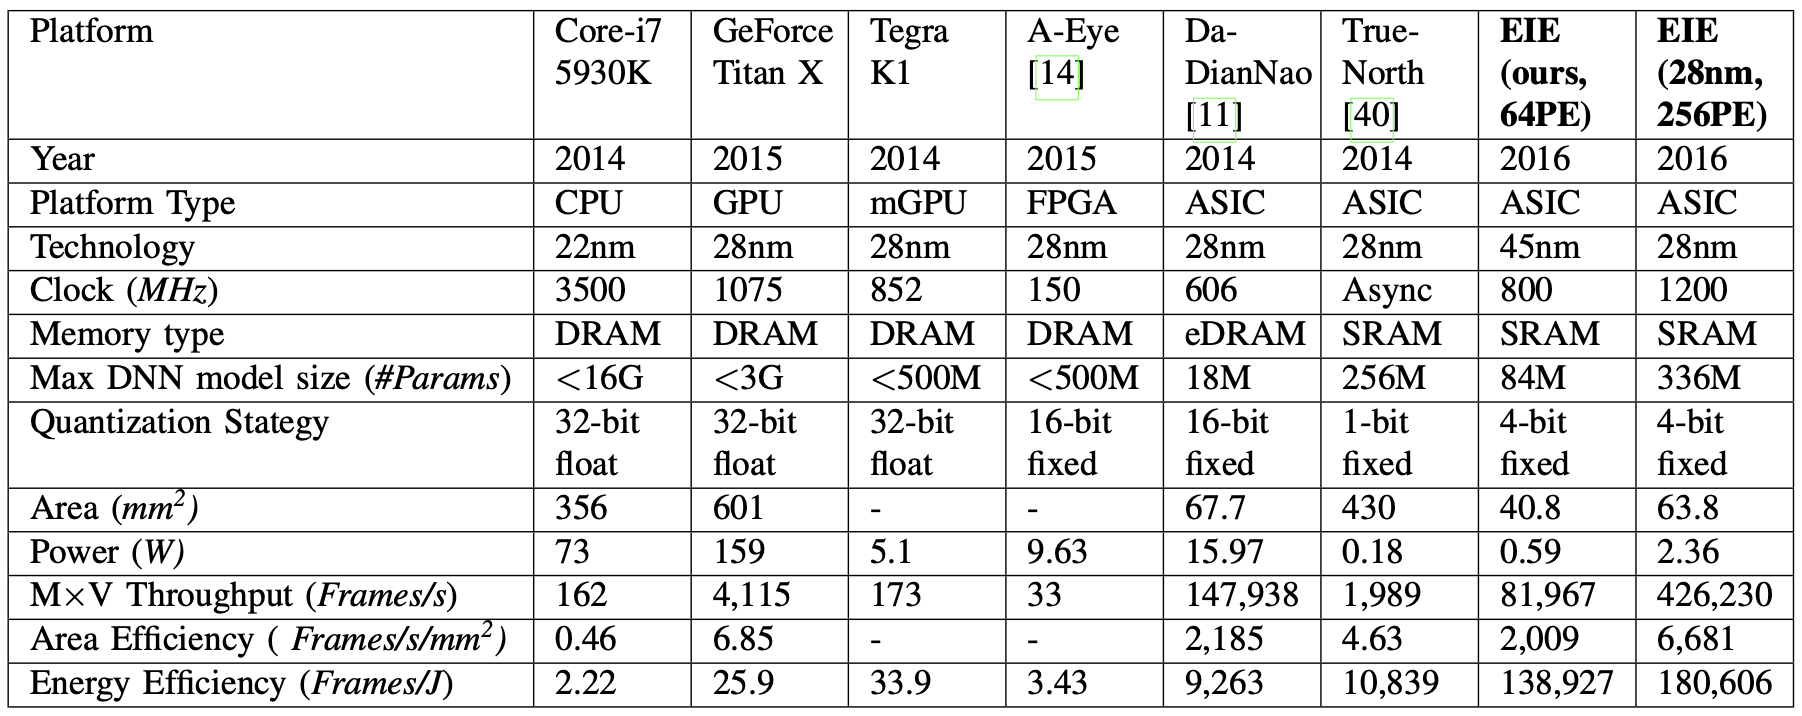 Platform Core-i7 5930K GeForce Titan X Tegra K1 A-Eye [14] Da-DianNao [11] True-North [40] EIE (ours, 64PE) EIE (28nm, 256PE)
Year 2014 2015 2014 2015 2014 2014 2016 2016
Platform Type CPU GPU mGPU FPGA ASIC ASIC ASIC ASIC
Technology 22nm 28nm 28nm 28nm 28nm 28nm 45nm 28nm
Clock (MHz) 3500 1075 852 150 606 Async 800 1200
Memory type DRAM DRAM DRAM DRAM eDRAM SRAM SRAM SRAM
Max DNN model size (#Params) <16G <3G <500M <500M 18M 256M 84M 336M
Quantization Stategy 32-bit float 32-bit float 32-bit float 16-bit fixed 16-bit fixed 1-bit fixed 4-bit fixed 4-bit fixed
Area (mm²) 356 601 - - 67.7 430 40.8 63.8
Power (W) 73 159 5.1 9.63 15.97 0.18 0.59 2.36
M×V Throughput (Frames/s) 162 4,115 173 33 147,938 1,989 81,967 426,230
Area Efficiency ( Frames/s/mm²) 0.46 6.85 - - 2,185 4.63 2,009 6,681
Energy Efficiency (Frames/J) 2.22 25.9 33.9 3.43 9,263 10,839 138,927 180,606